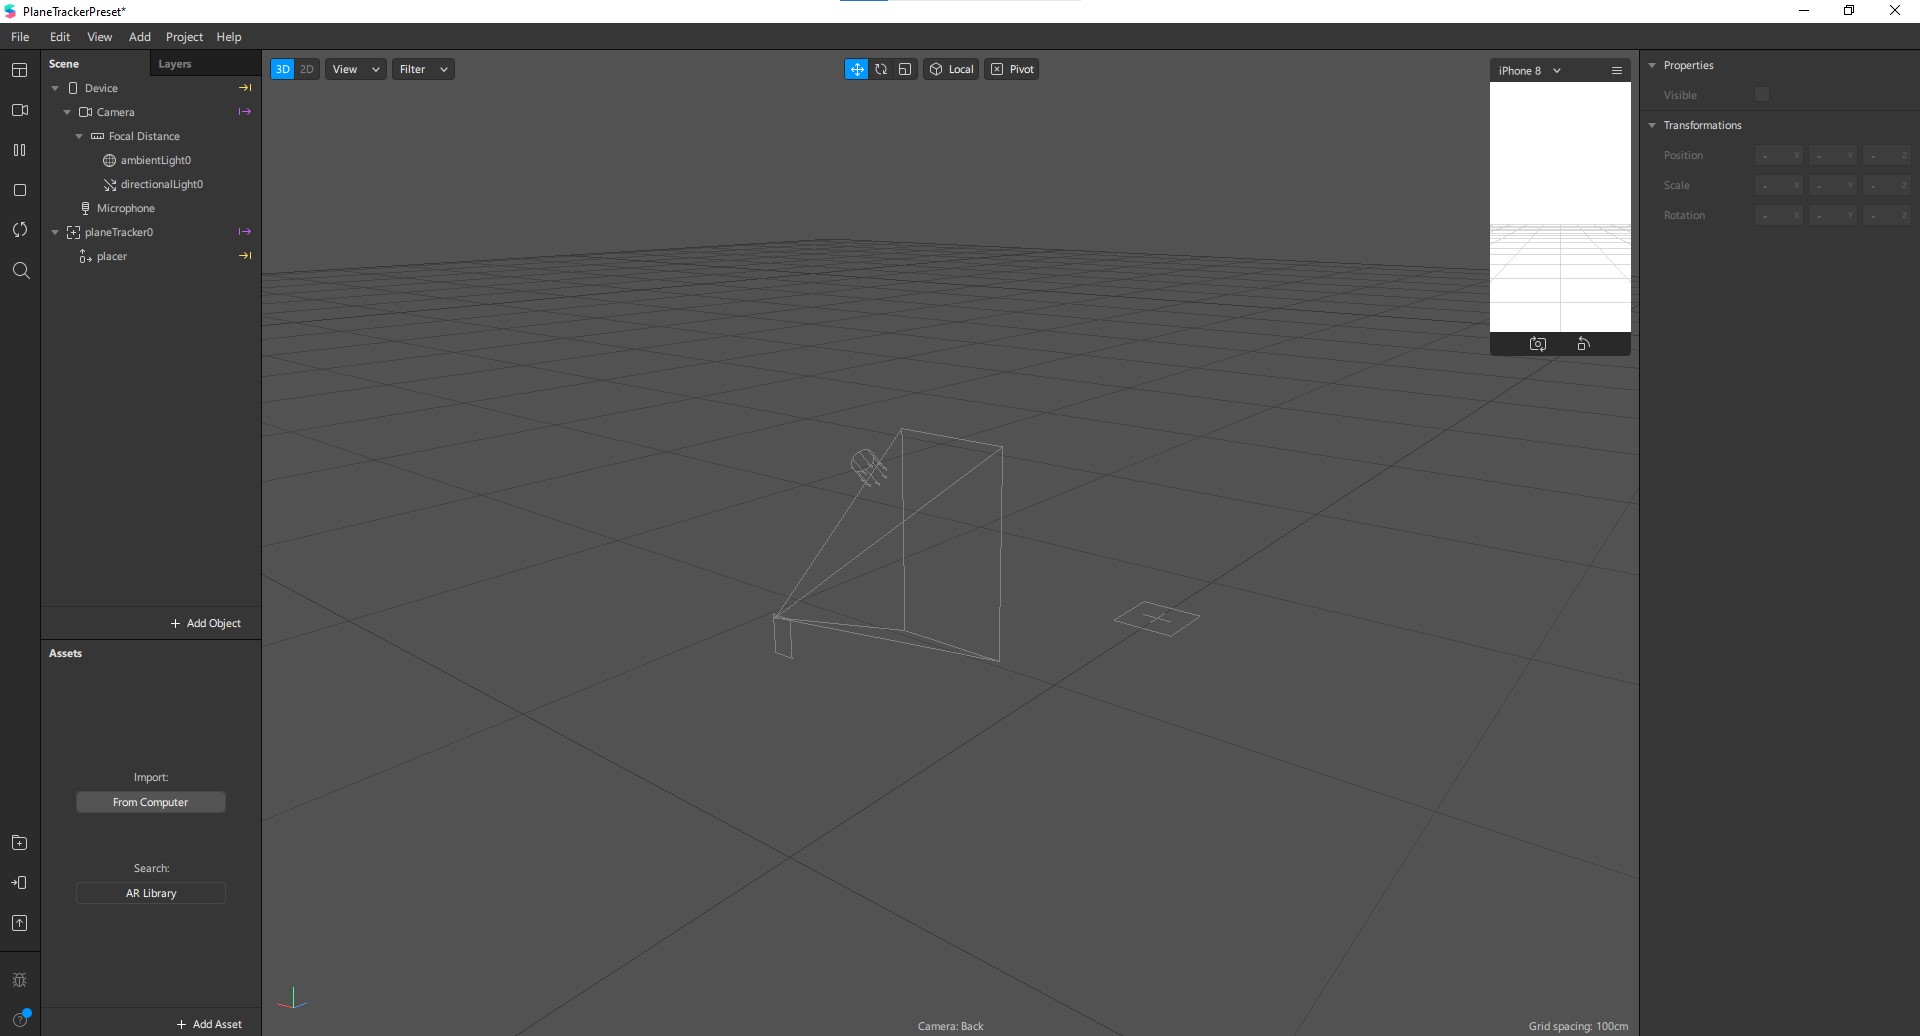 PlaneTrackerPreset*
File Edit View Add Project Help
Scene Layers
Device
Camera
Focal Distance
ambientLight0
directionalLight0
Microphone
planeTracker0
placer
+ Add Object
Assets
Import:
From Computer
Search:
AR Library
+ Add Asset
3D 2D View Filter
Local Pivot
iPhone 8
Camera: Back
Grid spacing: 100cm
Properties
Visible
Transformations
Position - X - Y - Z
Scale - X - Y - Z
Rotation - X - Y - Z